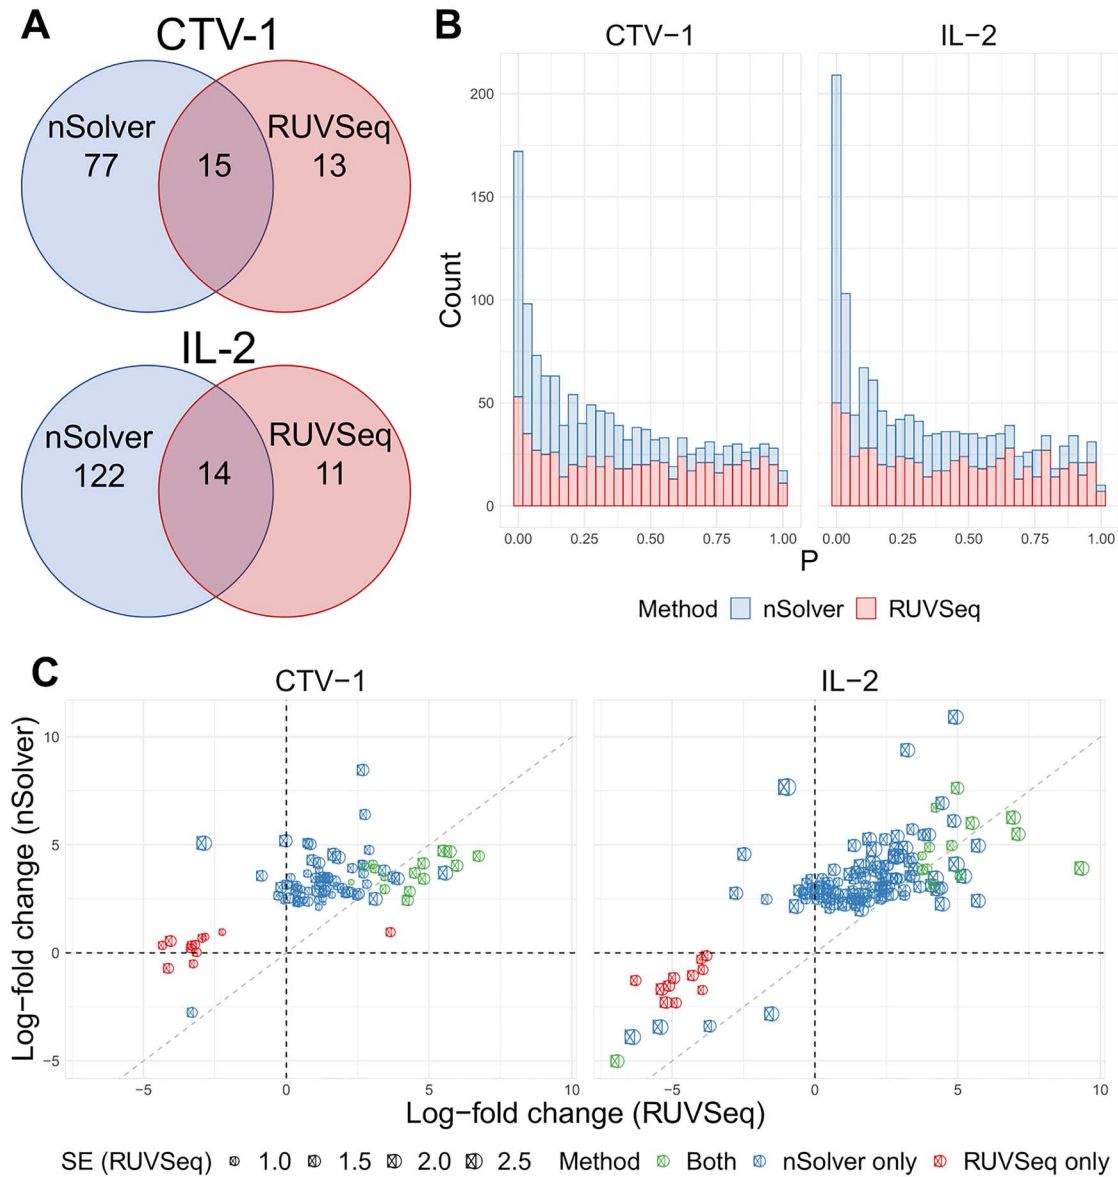 A
CTV-1
nSolver
77
15
RUVSeq
13
IL-2
nSolver
122
14
RUVSeq
11
B
CTV−1
IL−2
Count
200
150
100
50
0
0.00 0.25 0.50 0.75 1.00
0.00 0.25 0.50 0.75 1.00
P
Method nSolver RUVSeq
C
CTV−1
IL−2
Log−fold change (nSolver)
10
5
0
−5
−5 0 5 10
−5 0 5 10
Log−fold change (RUVSeq)
SE (RUVSeq) 1.0 1.5 2.0 2.5 Method Both nSolver only RUVSeq only